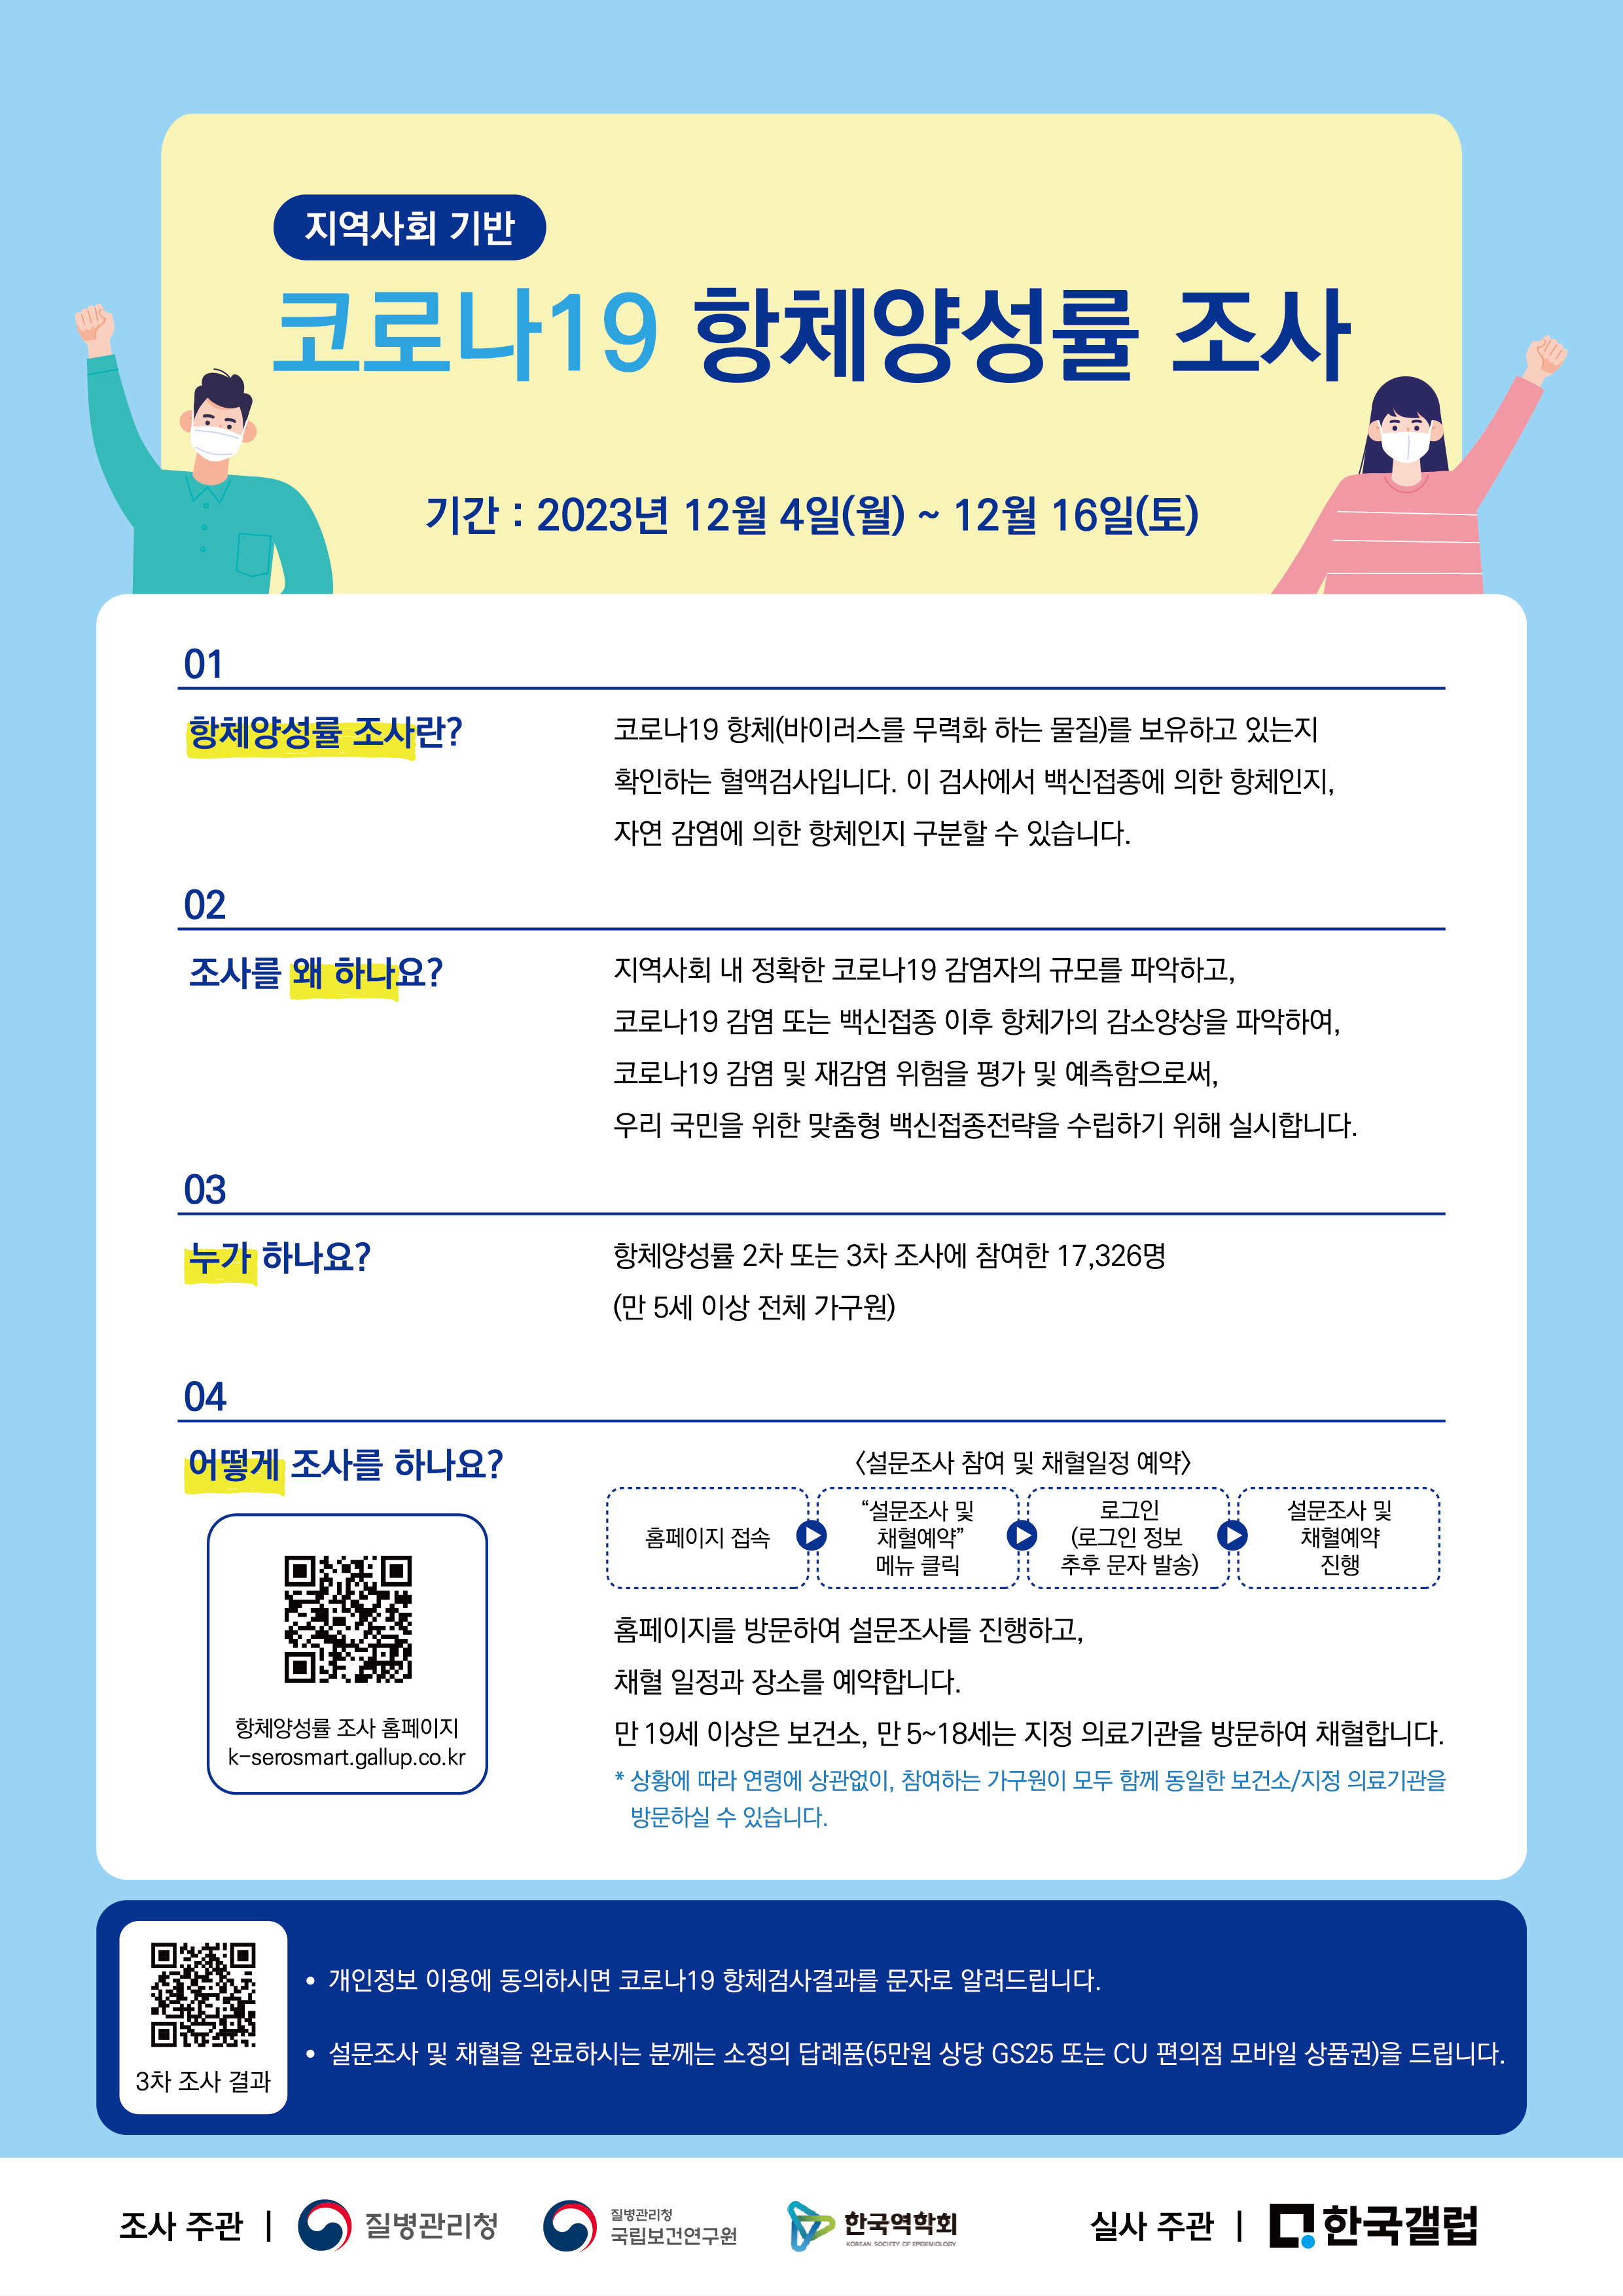 지역사회 기반
코로나19 항체양성률 조사
기간 : 2023년 12월 4일(월) ~ 12월 16일(토)
01
항체양성률 조사란?
코로나19 항체(바이러스를 무력화 하는 물질)를 보유하고 있는지
확인하는 혈액검사입니다. 이 검사에서 백신접종에 의한 항체인지,
자연 감염에 의한 항체인지 구분할 수 있습니다.
02
조사를 왜 하나요?
지역사회 내 정확한 코로나19 감염자의 규모를 파악하고,
코로나19 감염 또는 백신접종 이후 항체가의 감소양상을 파악하여,
코로나19 감염 및 재감염 위험을 평가 및 예측함으로써,
우리 국민을 위한 맞춤형 백신접종전략을 수립하기 위해 실시합니다.
03
누가 하나요?
항체양성률 2차 또는 3차 조사에 참여한 17,326명
(만 5세 이상 전체 가구원)
04
어떻게 조사를 하나요?
항체양성률 조사 홈페이지
k-serosmart.gallup.co.kr
〈설문조사 참여 및 채혈일정 예약〉
홈페이지 접속
“설문조사 및
채혈예약”
메뉴 클릭
로그인
(로그인 정보
추후 문자 발송)
설문조사 및
채혈예약
진행
홈페이지를 방문하여 설문조사를 진행하고,
채혈 일정과 장소를 예약합니다.
만 19세 이상은 보건소, 만 5~18세는 지정 의료기관을 방문하여 채혈합니다.
* 상황에 따라 연령에 상관없이, 참여하는 가구원이 모두 함께 동일한 보건소/지정 의료기관을
방문하실 수 있습니다.
3차 조사 결과
• 개인정보 이용에 동의하시면 코로나19 항체검사결과를 문자로 알려드립니다.
• 설문조사 및 채혈을 완료하시는 분께는 소정의 답례품(5만원 상당 GS25 또는 CU 편의점 모바일 상품권)을 드립니다.
조사 주관 |
질병관리청
질병관리청
국립보건연구원
한국역학회
KOREAN SOCIETY OF EPIDEMIOLOGY
실사 주관 |
한국갤럽